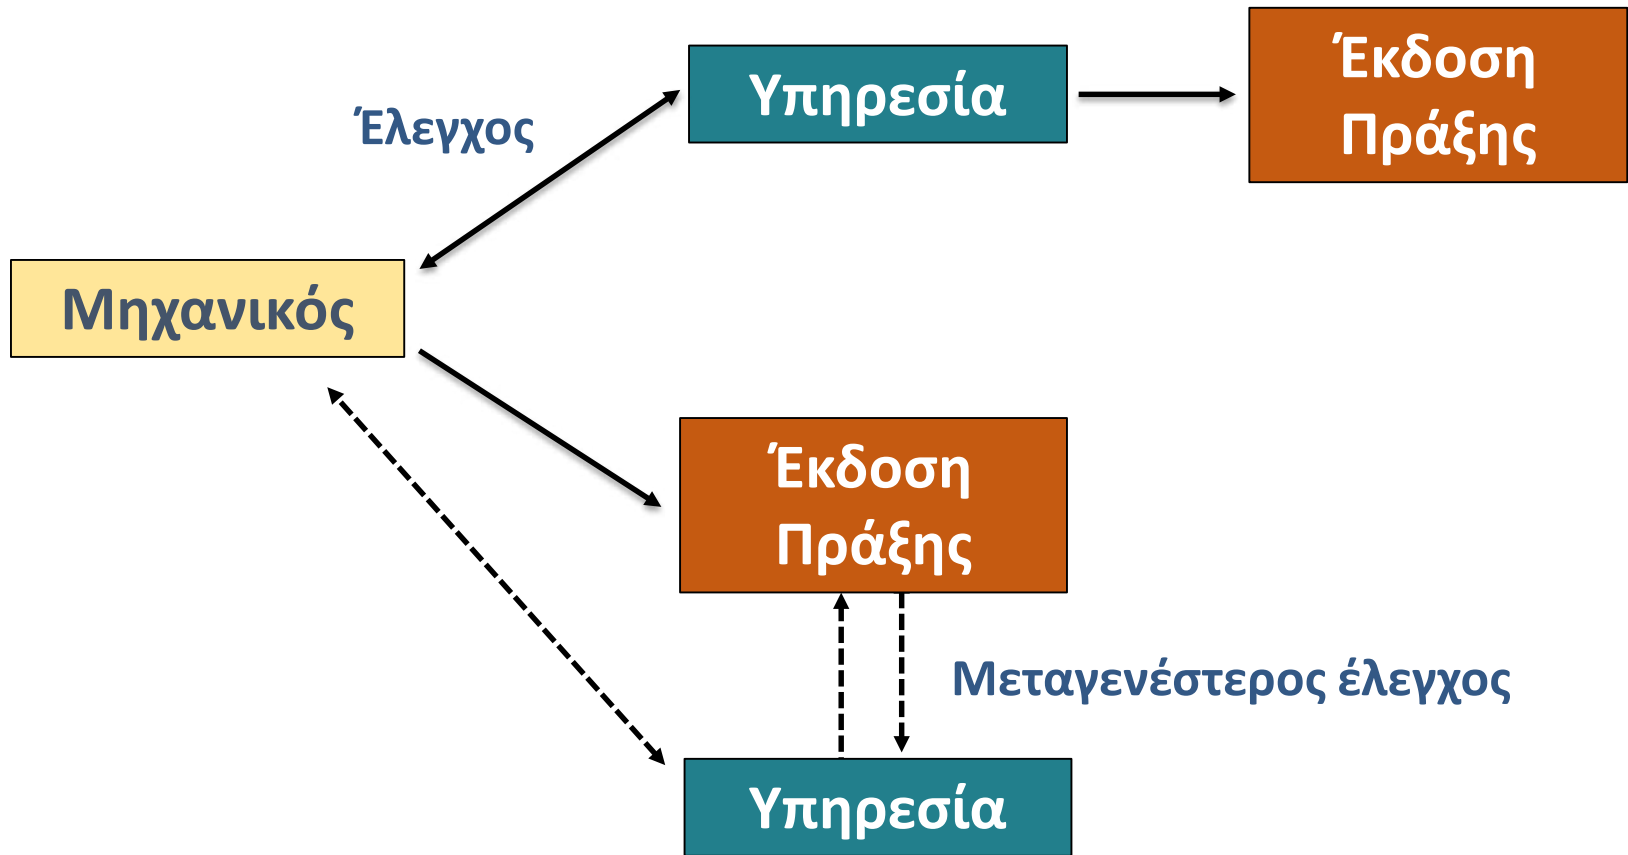 Υπηρεσία
Έκδοση
Πράξης
Έλεγχος
Μηχανικός
Έκδοση
Πράξης
Μεταγενέστερος έλεγχος
Υπηρεσία